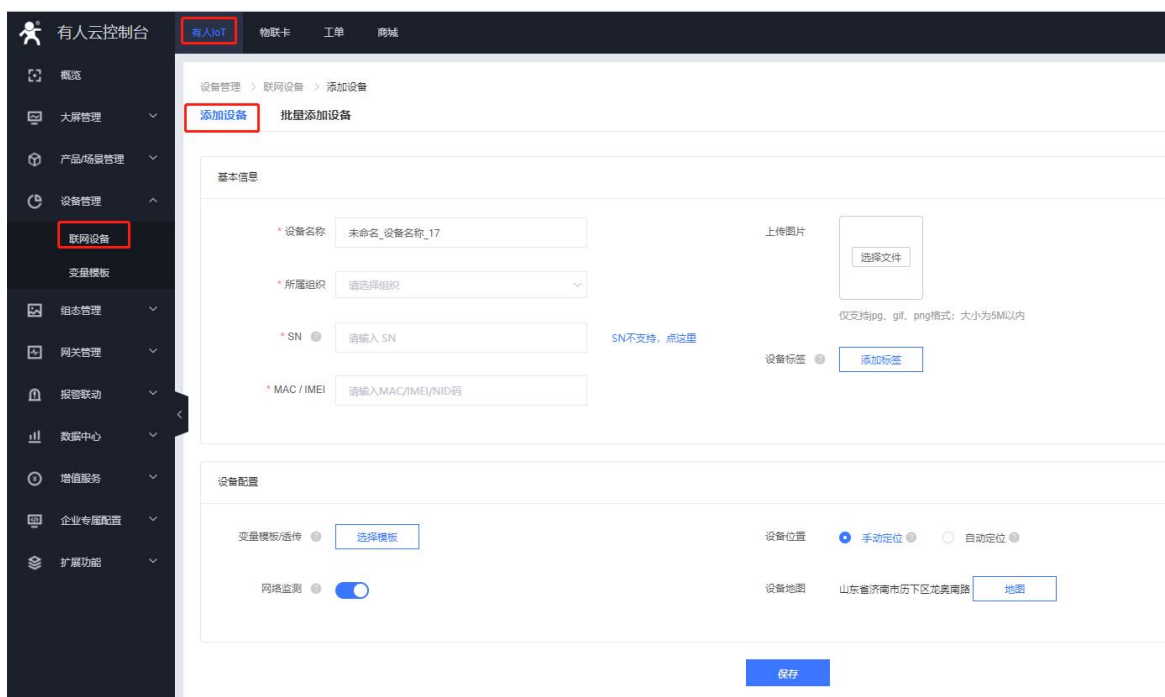 有人云控制台
有人IoT 物联卡 工单 商城
概览
大屏管理
产品/场景管理
设备管理
联网设备
变量模板
组态管理
网关管理
报警联动
数据中心
增值服务
企业专属配置
扩展功能
设备管理 > 联网设备 > 添加设备
添加设备 批量添加设备
基本信息
* 设备名称 未命名_设备名称_17
* 所属组织 请选择组织
* SN 请输入 SN SN不支持，点这里
* MAC / IMEI 请输入MAC/IMEI/NID码
上传图片 选择文件
仅支持jpg、gif、png格式；大小为5M以内
设备标签 添加标签
设备配置
变量模板/透传 选择模板
网络监测
设备位置 手动定位 自动定位
设备地图 山东省济南市历下区龙奥南路 地图
保存